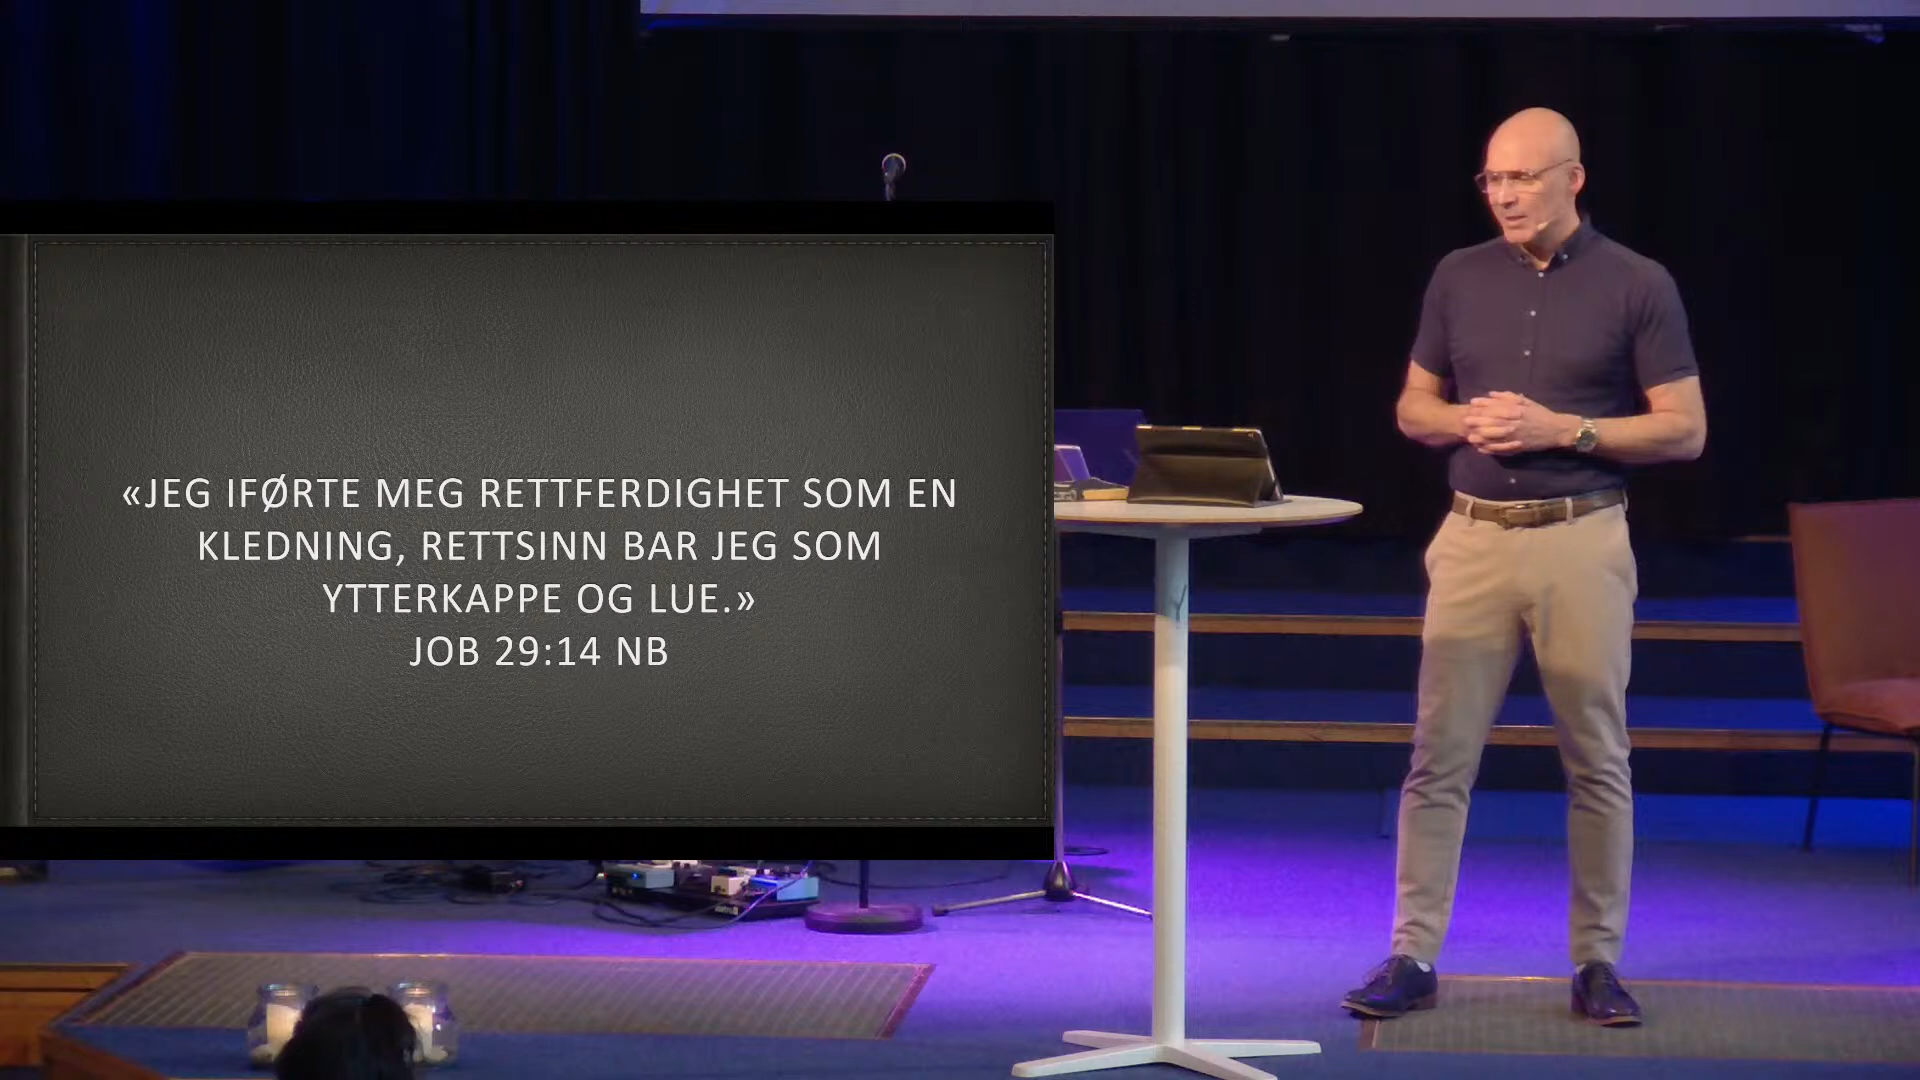 «JEG IFØRTE MEG RETTFERDIGHET SOM EN
KLEDNING, RETTSINN BAR JEG SOM
YTTERKAPPE OG LUE.»
JOB 29:14 NB